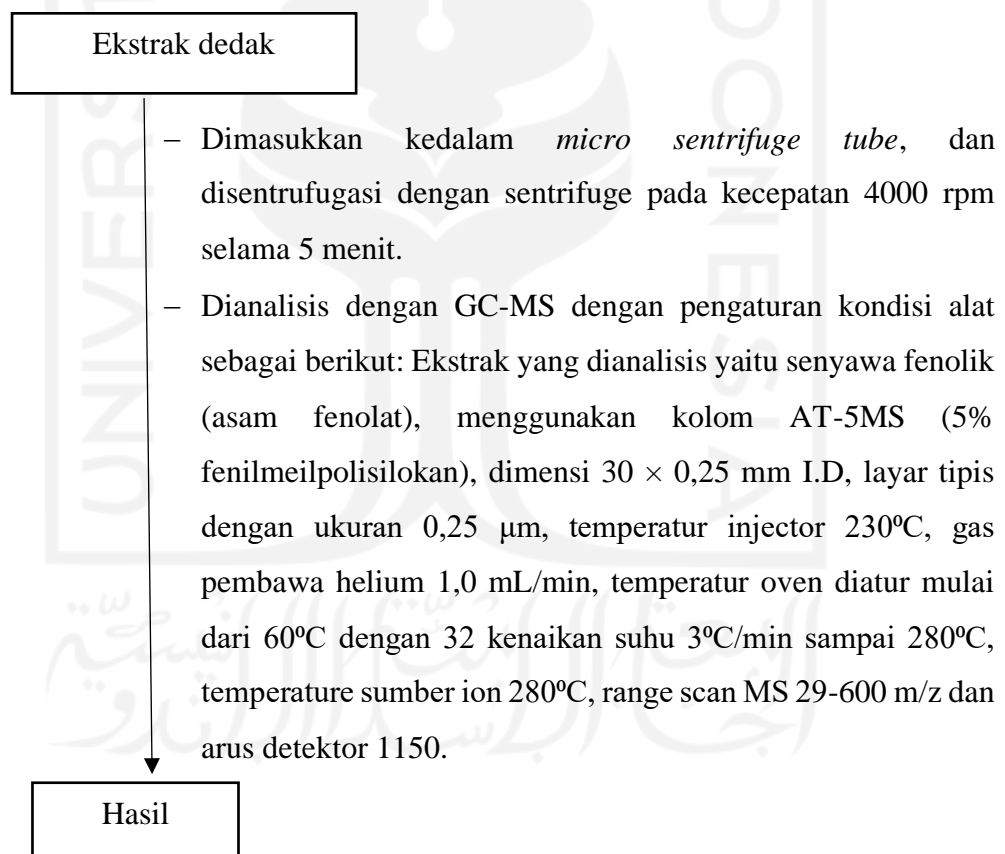 Ekstrak dedak
– Dimasukkan kedalam micro sentrifuge tube, dan
disentrufugasi dengan sentrifuge pada kecepatan 4000 rpm
selama 5 menit.
– Dianalisis dengan GC-MS dengan pengaturan kondisi alat
sebagai berikut: Ekstrak yang dianalisis yaitu senyawa fenolik
(asam fenolat), menggunakan kolom AT-5MS (5%
fenilmeilpolisilokan), dimensi 30 × 0,25 mm I.D, layar tipis
dengan ukuran 0,25 μm, temperatur injector 230ºC, gas
pembawa helium 1,0 mL/min, temperatur oven diatur mulai
dari 60ºC dengan 32 kenaikan suhu 3ºC/min sampai 280ºC,
temperature sumber ion 280ºC, range scan MS 29-600 m/z dan
arus detektor 1150.
Hasil